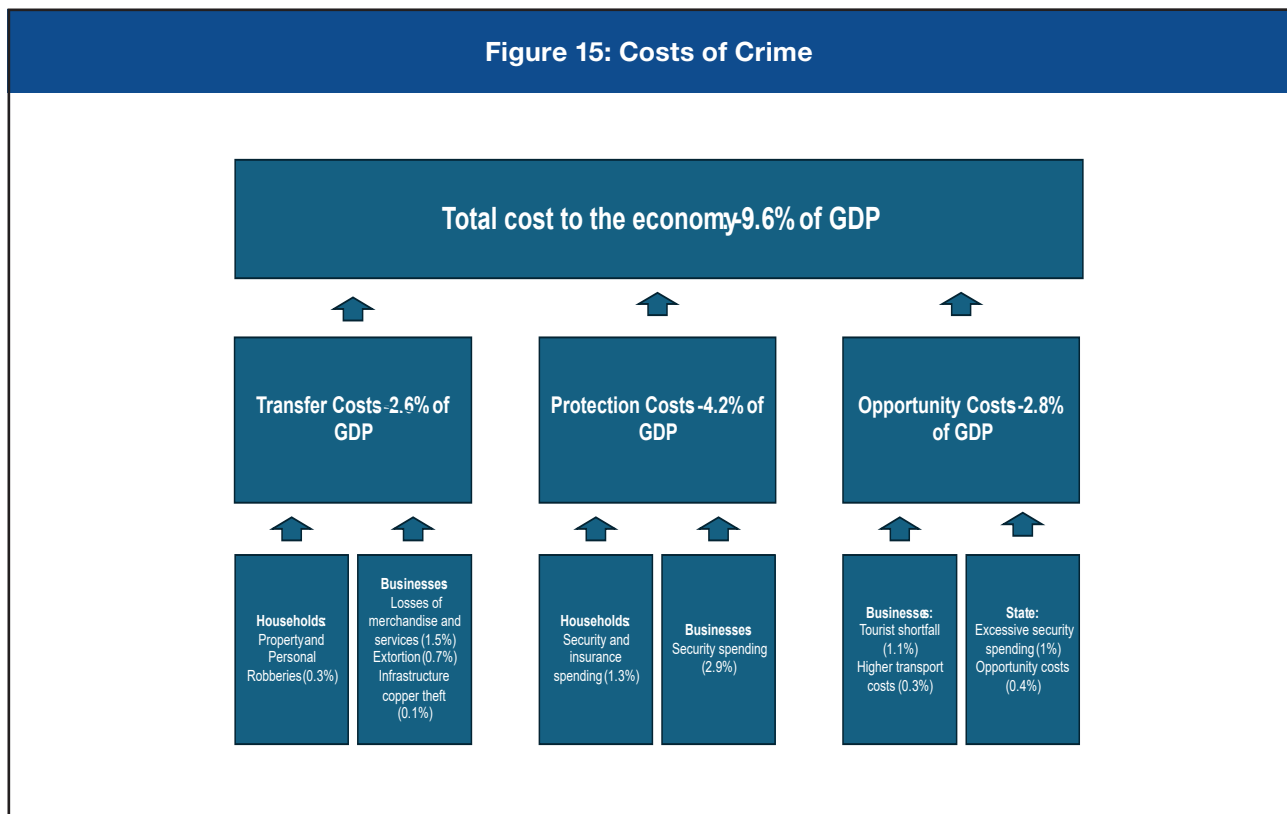 Figure 15: Costs of Crime
Total cost to the economy-9.6% of GDP
Transfer Costs-2.6% of
GDP
Protection Costs-4.2% of
GDP
Opportunity Costs-2.8%
of GDP
Households:
Property and
Personal
Robberies (0.3%)
Businesses
Losses of
merchandise and
services (1.5%)
Extortion (0.7%)
Infrastructure
copper theft
(0.1%)
Households:
Security and
insurance
spending (1.3%)
Businesses
Security spending
(2.9%)
Businesses:
Tourist shortfall
(1.1%)
Higher transport
costs (0.3%)
State:
Excessive security
spending (1%)
Opportunity costs
(0.4%)